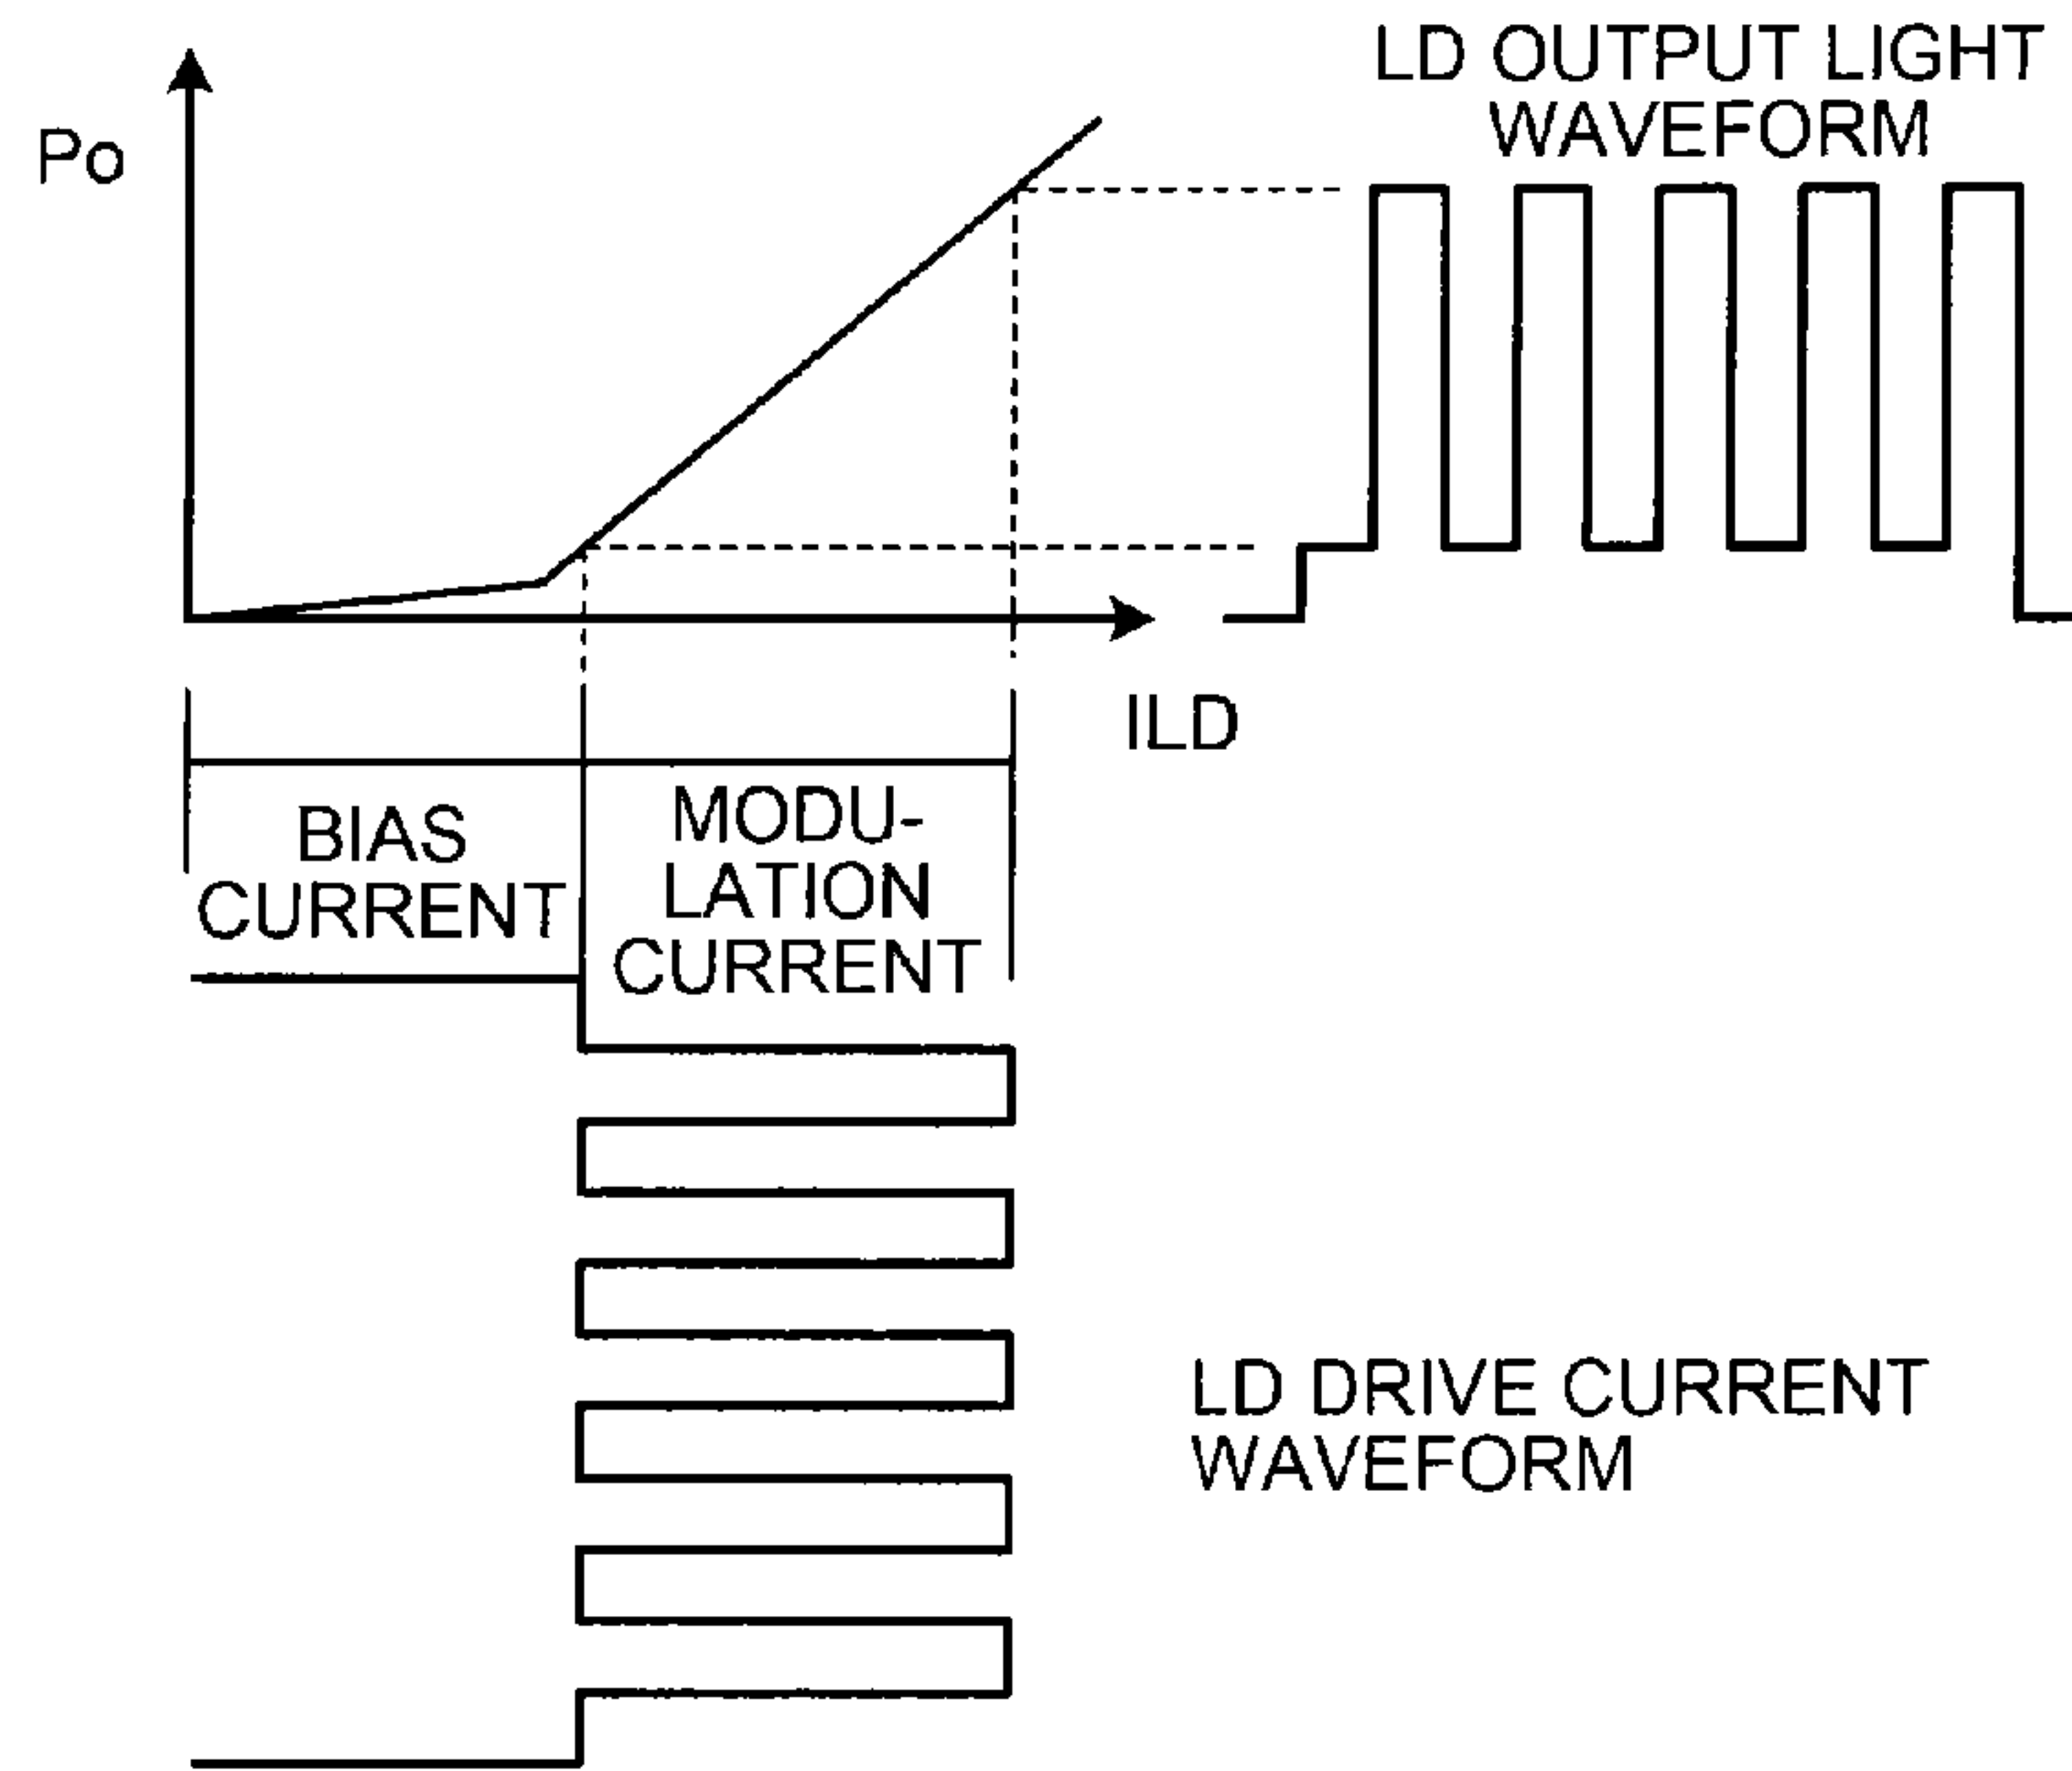 LD OUTPUT LIGHT
WAVEFORM
Po
ILD
BIAS
CURRENT
MODU-
LATION
CURRENT
LD DRIVE CURRENT
WAVEFORM